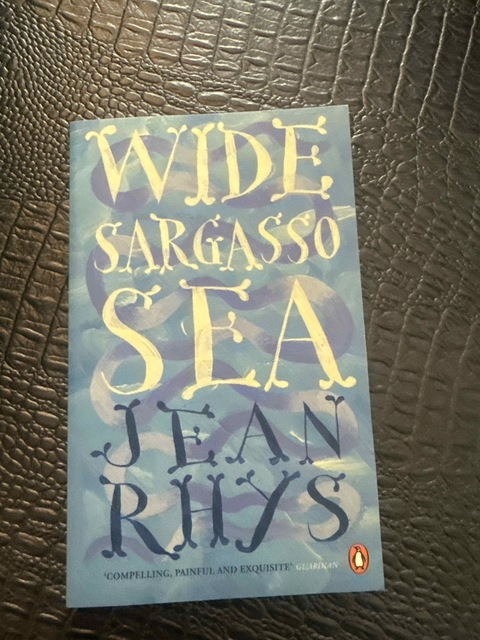 WIDE
SARGASSO
SEA
JEAN
RHYS
'COMPELLING, PAINFUL AND EXQUISITE' GUARDIAN